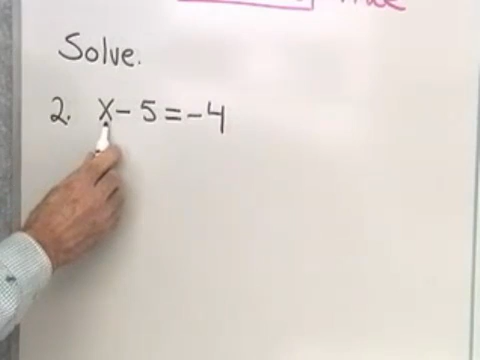 Solve.
2. x - 5 = -4